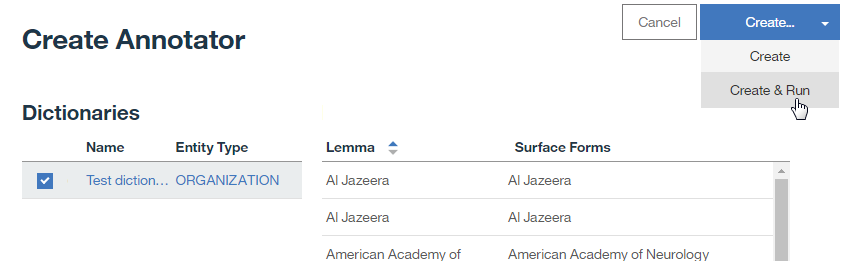 Create Annotator
Cancel
Create...
Create
Create & Run
Dictionaries
Name Entity Type Lemma Surface Forms
Test diction... ORGANIZATION Al Jazeera Al Jazeera
Al Jazeera Al Jazeera
American Academy of American Academy of Neurology